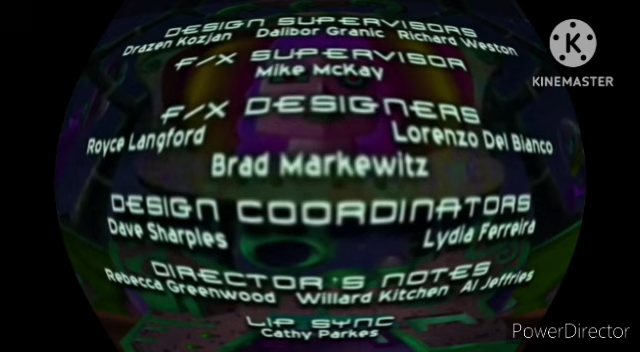 DESIGN SUPERVISORS
Drazen Kozjan Dalibor Granic Richard Weston
F/X SUPERVISOR
Mike McKay
KINEMASTER
F/X DESIGNERS
Royce Langford Lorenzo Del Bianco
Brad Markewitz
DESIGN COORDINATORS
Dave Sharples Lydia Ferreira
DIRECTOR'S NOTES
Rebecca Greenwood Willard Kitchen Al Jeffries
LIP SYNC
Cathy Parkes
PowerDirector